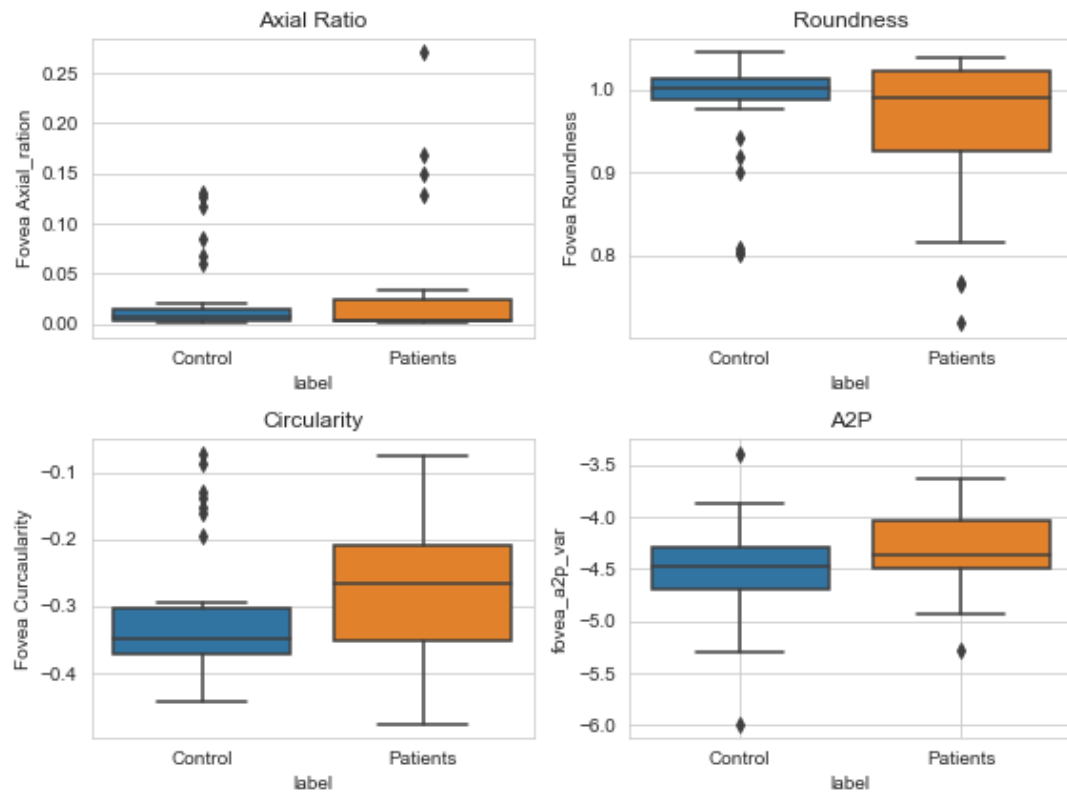 Axial Ratio
Fovea Axial_ration
0.25
0.20
0.15
0.10
0.05
0.00
Control
Patients
label
Roundness
Fovea Roundness
1.0
0.9
0.8
Control
Patients
label
Circularity
Fovea Curcaularity
−0.1
−0.2
−0.3
−0.4
Control
Patients
label
A2P
fovea_a2p_var
−3.5
−4.0
−4.5
−5.0
−5.5
−6.0
Control
Patients
label